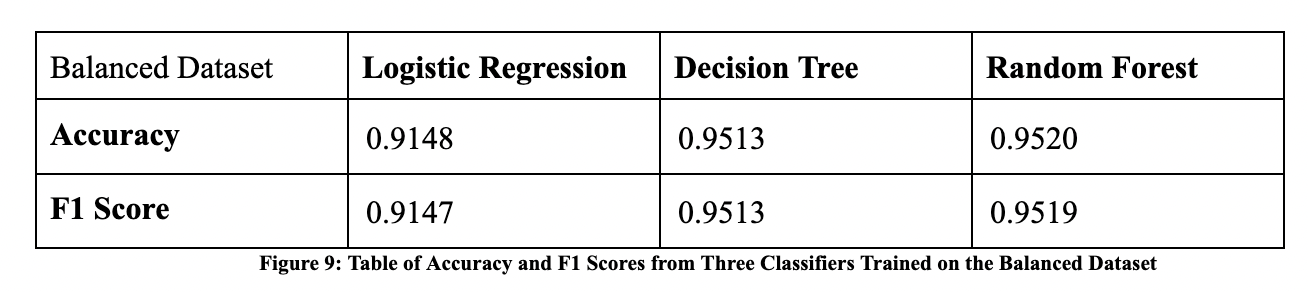 Balanced Dataset Logistic Regression Decision Tree Random Forest
Accuracy 0.9148 0.9513 0.9520
F1 Score 0.9147 0.9513 0.9519
Figure 9: Table of Accuracy and F1 Scores from Three Classifiers Trained on the Balanced Dataset